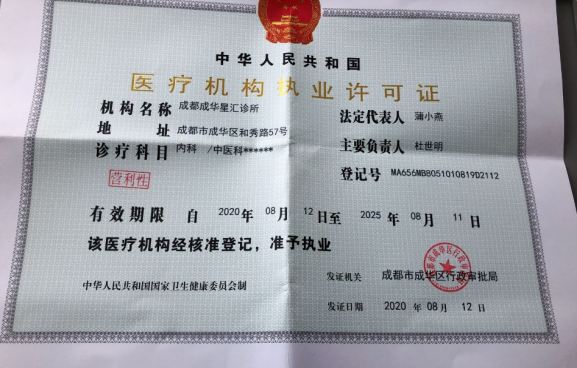 中华人民共和国
医疗机构执业许可证
机构名称 成都成华星汇诊所
法定代表人 蒲小燕
地 址 成都市成华区和秀路57号
主要负责人 杜世明
诊疗科目 内科 /中医科******
登记号 MA656MB8051010819D2112
营利性
有效期限 自 2020 年 08 月 12 日至 2025 年 08 月 11 日
该医疗机构经核准登记，准予执业
发证机关 成都市成华区行政审批局
中华人民共和国国家卫生健康委员会制
发证日期 2020 年 08 月 12 日